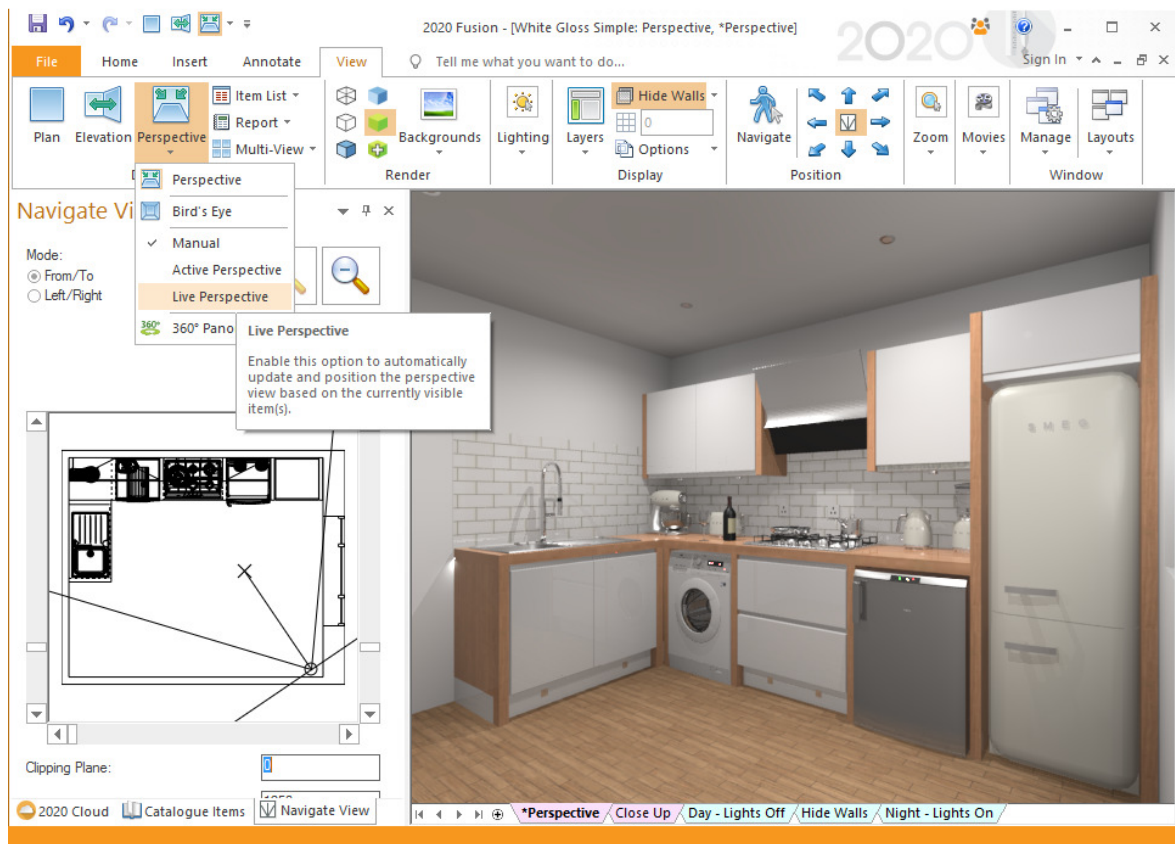 2020 Fusion - [White Gloss Simple: Perspective, *Perspective]
2020
File Home Insert Annotate View Tell me what you want to do... Sign In
Plan Elevation Perspective
Item List
Report
Multi-View
Backgrounds
Render
Lighting
Layers
Hide Walls
0
Options
Display
Navigate
Position
Zoom
Movies
Manage
Layouts
Window
Perspective
Bird's Eye
Manual
Active Perspective
Live Perspective
360° Pano
Live Perspective
Enable this option to automatically
update and position the perspective
view based on the currently visible
item(s).
Navigate Vi
Mode:
From/To
Left/Right
SMEG
Clipping Plane:
0
2020 Cloud Catalogue Items Navigate View
*Perspective Close Up Day - Lights Off Hide Walls Night - Lights On